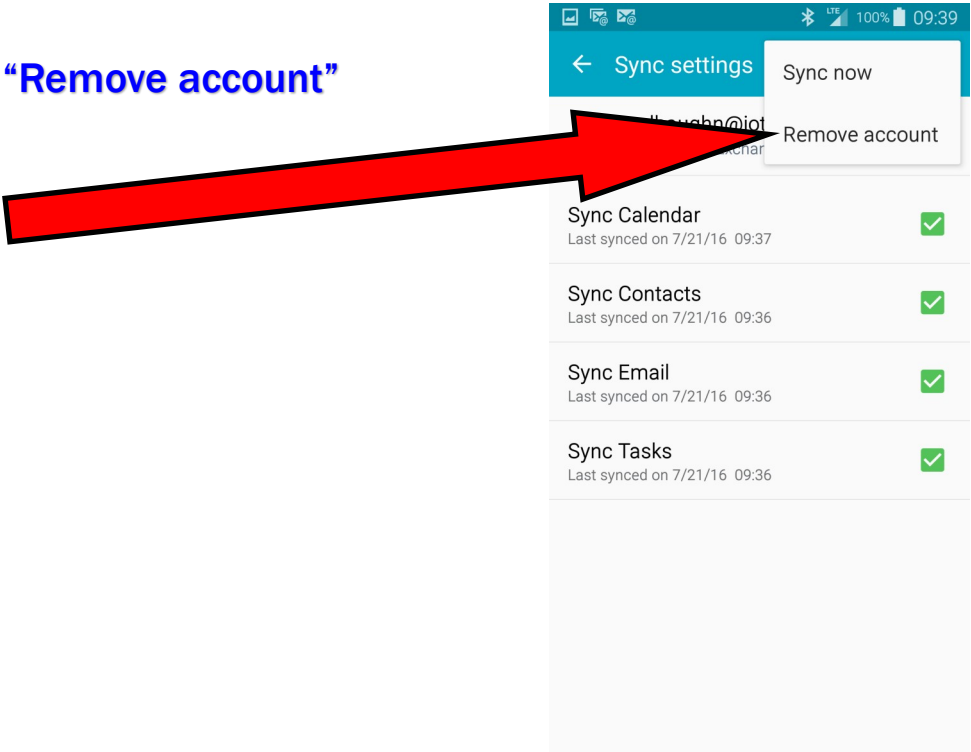 “Remove account”
LTE 100% 09:39
Sync settings
Sync now
Remove account
Sync Calendar
Last synced on 7/21/16 09:37
Sync Contacts
Last synced on 7/21/16 09:36
Sync Email
Last synced on 7/21/16 09:36
Sync Tasks
Last synced on 7/21/16 09:36